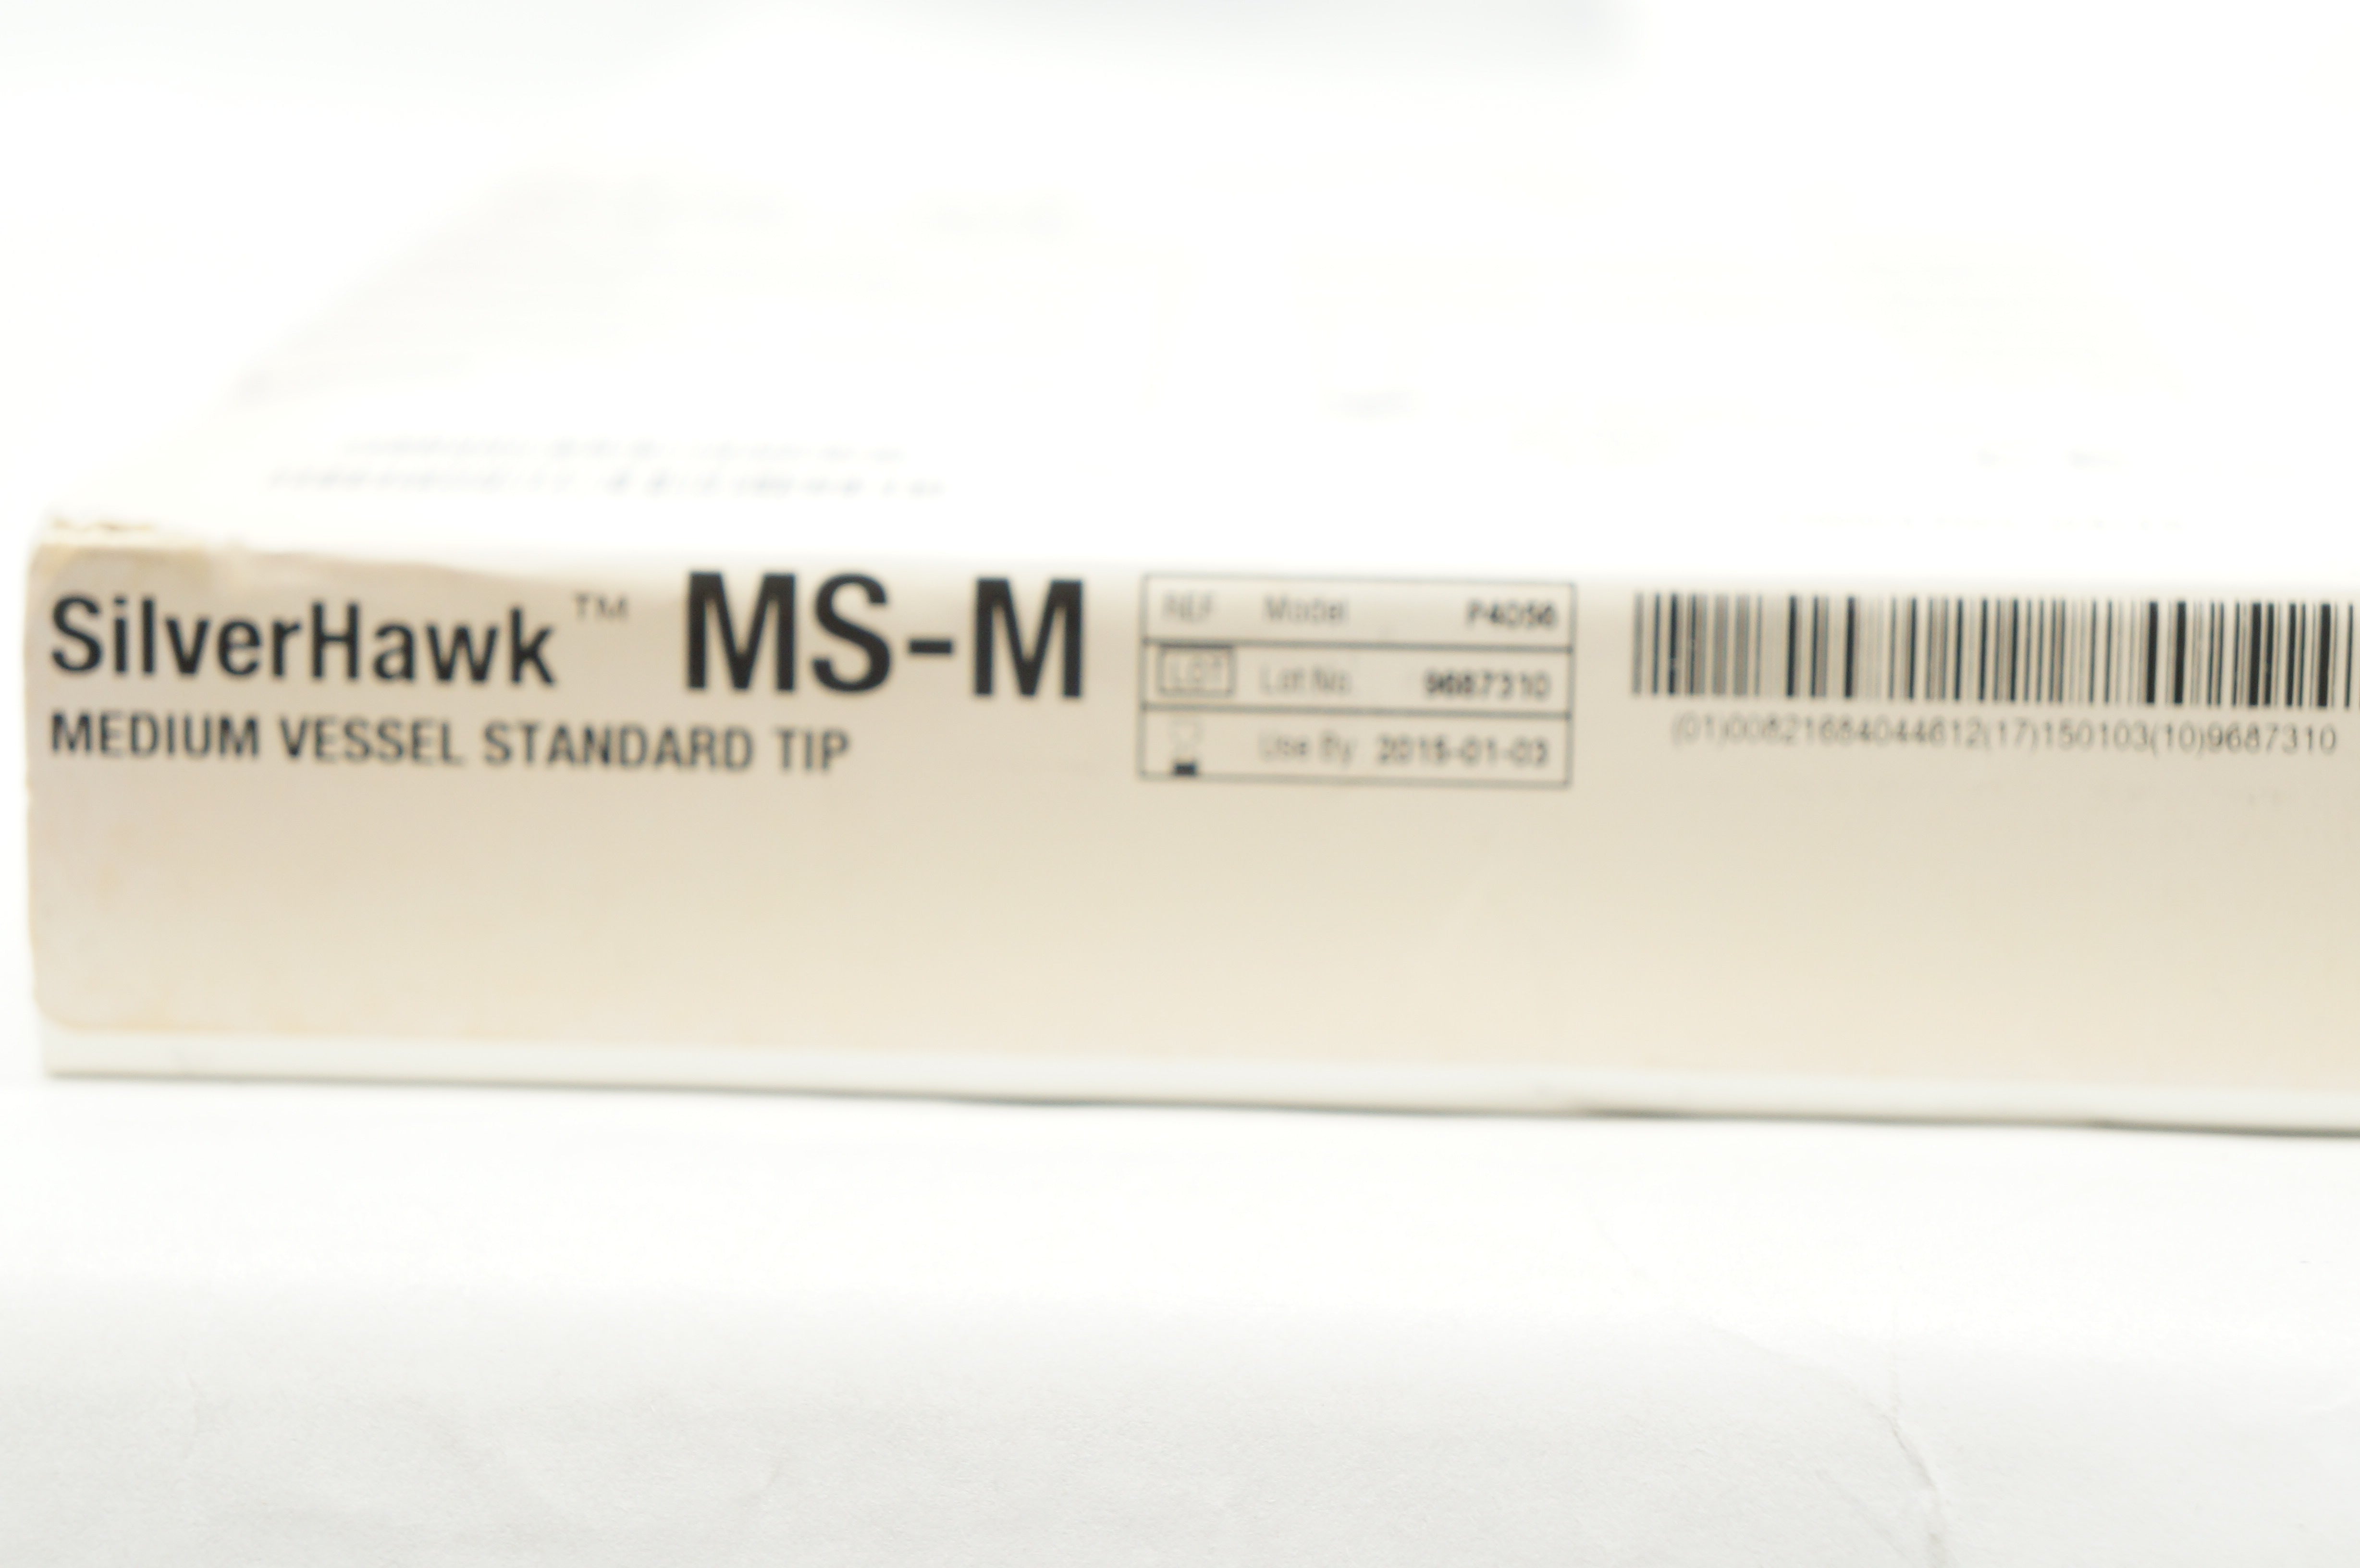 SilverHawk™ MS-M
MEDIUM VESSEL STANDARD TIP
REF Model P4056
LOT Lot No. 9687310
Use By 2015-01-03
(01)00821684044612(17)150103(10)9687310